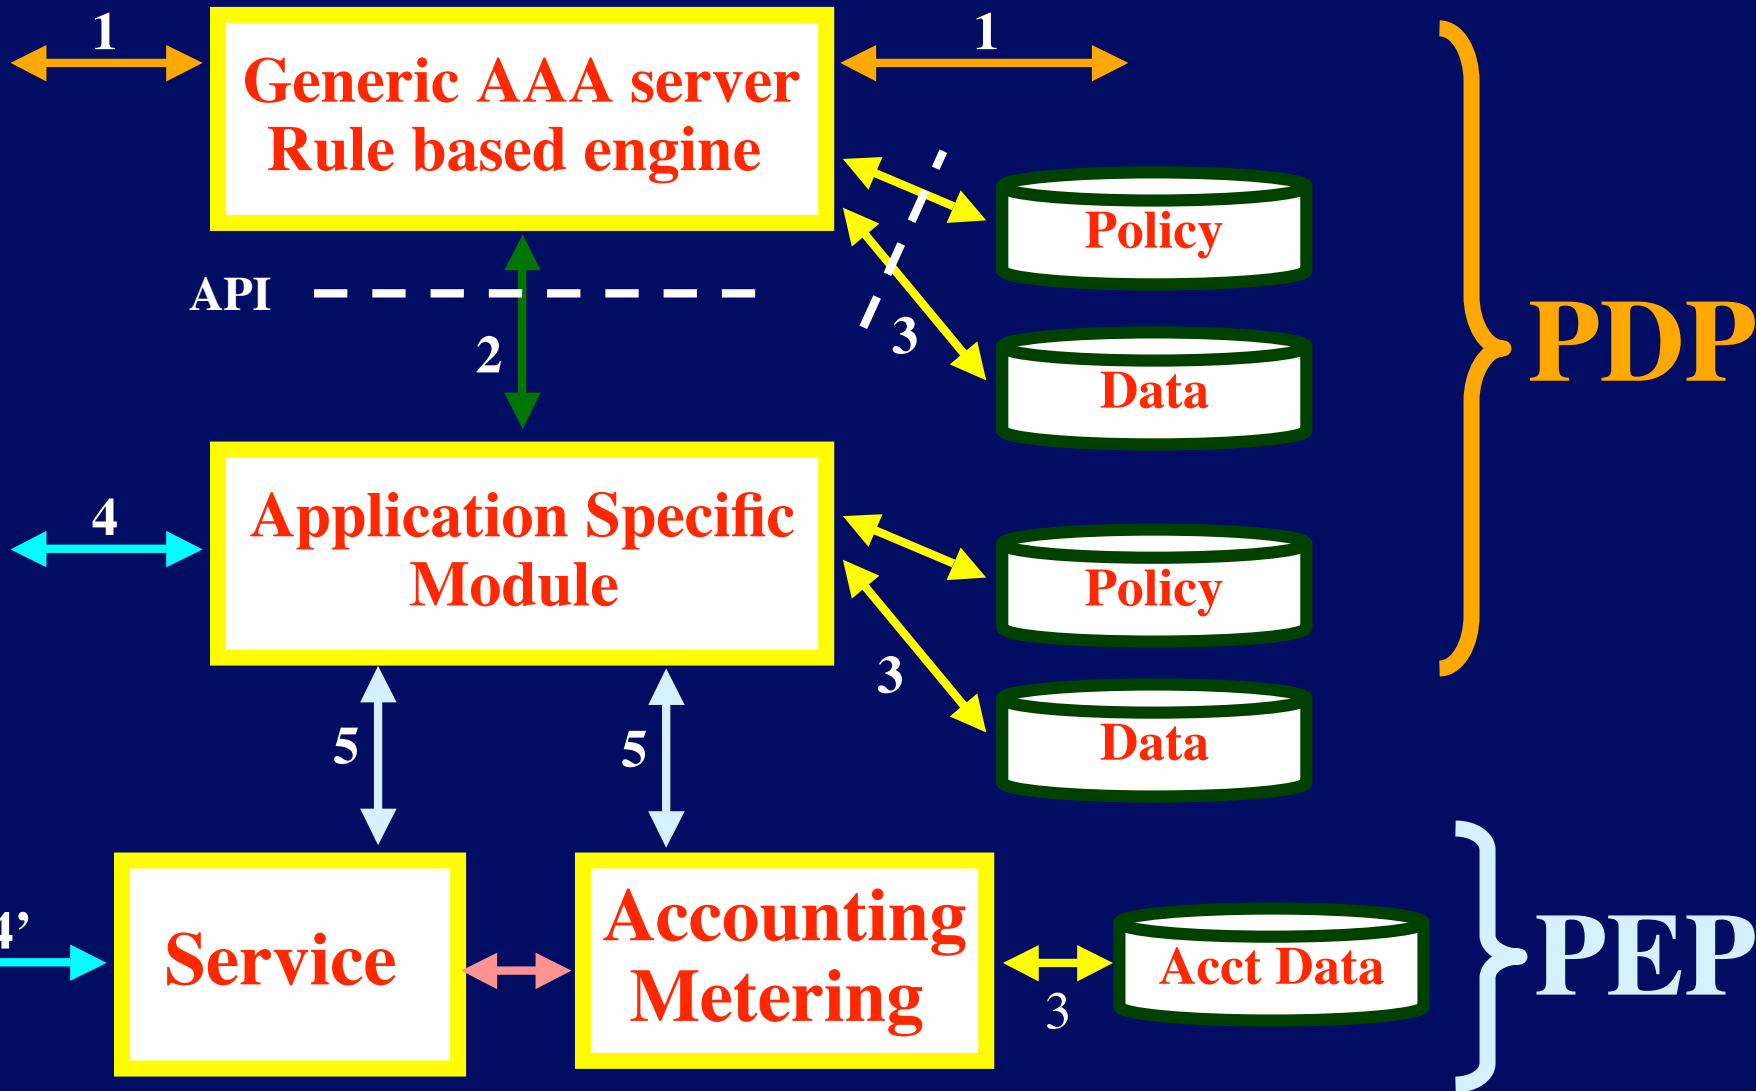 1
1
Generic AAA server
Rule based engine
Policy
API
2
3
Data
PDP
4
Application Specific
Module
Policy
3
Data
5
5
4’
Service
Accounting
Metering
3
Acct Data
PEP